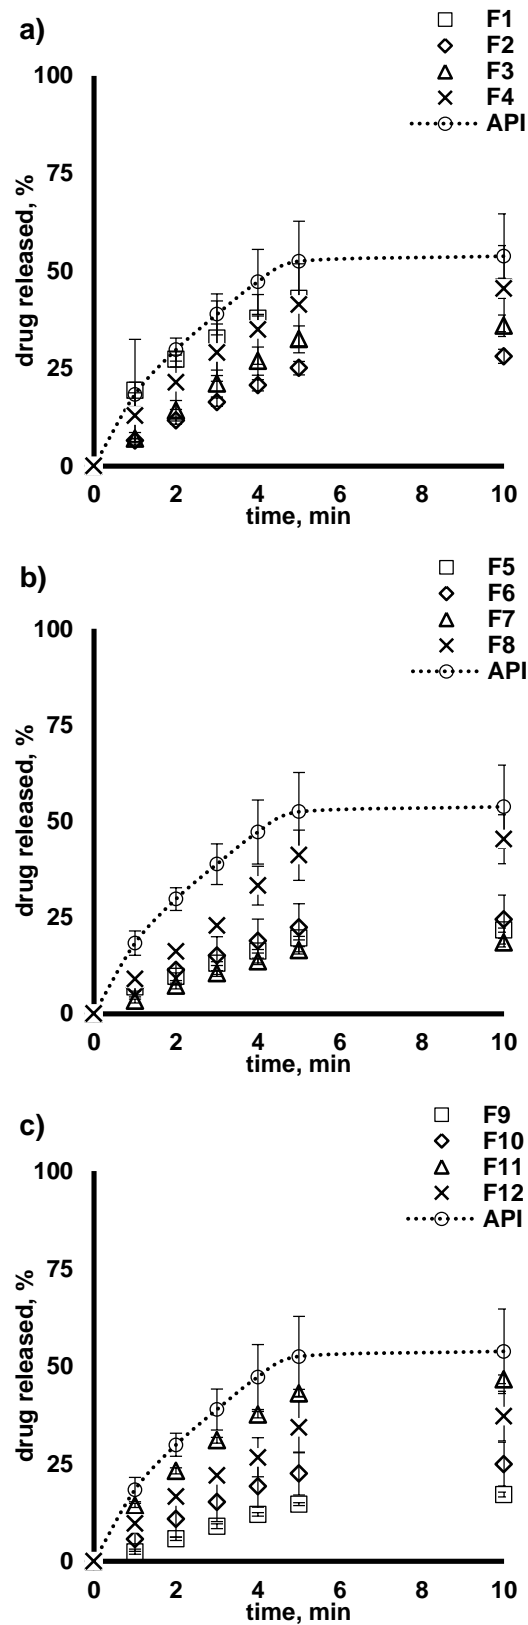 a)
F1
F2
F3
F4
API
100
75
50
25
0
drug released, %
0 2 4 6 8 10
time, min
b)
F5
F6
F7
F8
API
100
75
50
25
0
drug released, %
0 2 4 6 8 10
time, min
c)
F9
F10
F11
F12
API
100
75
50
25
0
drug released, %
0 2 4 6 8 10
time, min